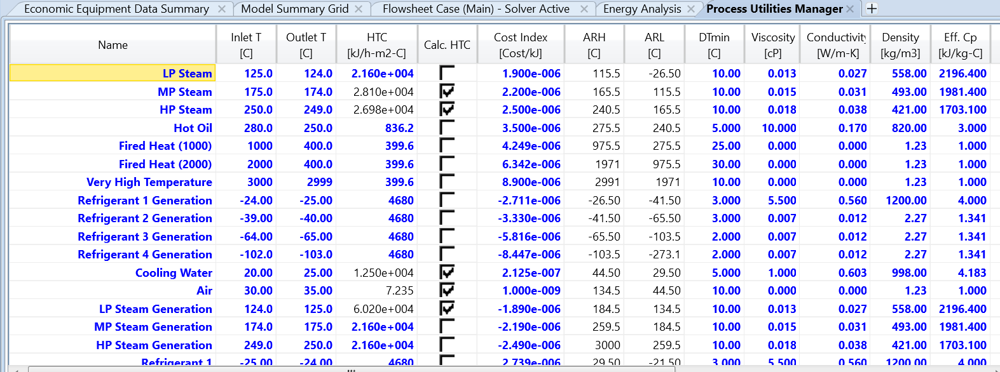 Economic Equipment Data Summary Model Summary Grid Flowsheet Case (Main) - Solver Active Energy Analysis Process Utilities Manager
Name Inlet T [C] Outlet T [C] HTC [kJ/h-m2-C] Calc. HTC Cost Index [Cost/kJ] ARH [C] ARL [C] DTmin [C] Viscosity [cP] Conductivity [W/m-K] Density [kg/m3] Eff. Cp [kJ/kg-C]
LP Steam 125.0 124.0 2.160e+004 1.900e-006 115.5 -26.50 10.00 0.013 0.027 558.00 2196.400
MP Steam 175.0 174.0 2.810e+004 2.200e-006 165.5 115.5 10.00 0.015 0.031 493.00 1981.400
HP Steam 250.0 249.0 2.698e+004 2.500e-006 240.5 165.5 10.00 0.018 0.038 421.00 1703.100
Hot Oil 280.0 250.0 836.2 3.500e-006 275.5 240.5 5.000 10.000 0.170 820.00 3.000
Fired Heat (1000) 1000 400.0 399.6 4.249e-006 975.5 275.5 25.00 0.000 0.000 1.23 1.000
Fired Heat (2000) 2000 400.0 399.6 6.342e-006 1971 975.5 30.00 0.000 0.000 1.23 1.000
Very High Temperature 3000 2999 399.6 8.900e-006 2991 1971 10.00 0.000 0.000 1.23 1.000
Refrigerant 1 Generation -24.00 -25.00 4680 -2.711e-006 -26.50 -41.50 3.000 5.500 0.560 1200.00 4.000
Refrigerant 2 Generation -39.00 -40.00 4680 -3.330e-006 -41.50 -65.50 3.000 0.007 0.012 2.27 1.341
Refrigerant 3 Generation -64.00 -65.00 4680 -5.816e-006 -65.50 -103.5 2.000 0.007 0.012 2.27 1.341
Refrigerant 4 Generation -102.0 -103.0 4680 -8.447e-006 -103.5 -273.1 2.000 0.007 0.012 2.27 1.341
Cooling Water 20.00 25.00 1.250e+004 2.125e-007 44.50 29.50 5.000 1.000 0.603 998.00 4.183
Air 30.00 35.00 7.235 1.000e-009 134.5 44.50 10.00 0.000 0.000 1.23 1.000
LP Steam Generation 124.0 125.0 6.020e+004 -1.890e-006 184.5 134.5 10.00 0.013 0.027 558.00 2196.400
MP Steam Generation 174.0 175.0 2.160e+004 -2.190e-006 259.5 184.5 10.00 0.015 0.031 493.00 1981.400
HP Steam Generation 249.0 250.0 2.160e+004 -2.490e-006 3000 259.5 10.00 0.018 0.038 421.00 1703.100
Refrigerant 1 -25.00 -24.00 4680 2.739e-006 29.50 -21.50 3.000 5.500 0.560 1200.00 4.000